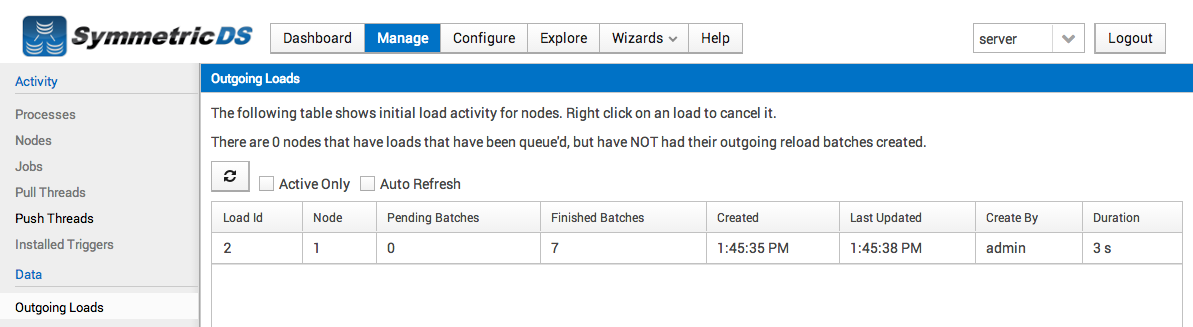 SymmetricDS
Dashboard Manage Configure Explore Wizards Help server Logout
Activity
Processes
Nodes
Jobs
Pull Threads
Push Threads
Installed Triggers
Data
Outgoing Loads
Outgoing Loads
The following table shows initial load activity for nodes. Right click on an load to cancel it.
There are 0 nodes that have loads that have been queue'd, but have NOT had their outgoing reload batches created.
Active Only Auto Refresh
Load Id Node Pending Batches Finished Batches Created Last Updated Create By Duration
2 1 0 7 1:45:35 PM 1:45:38 PM admin 3 s